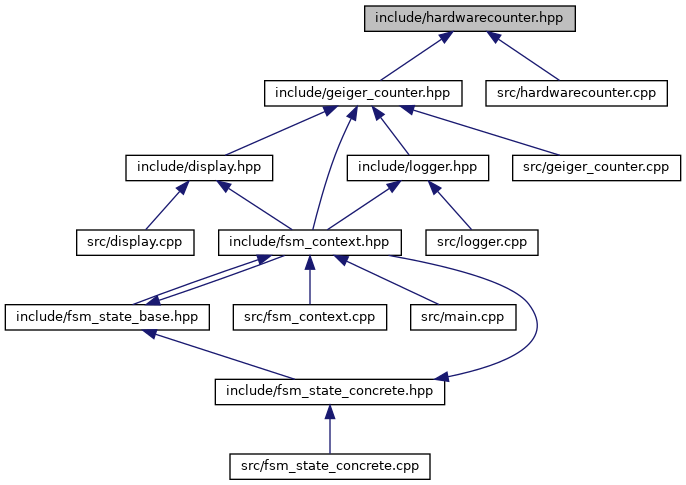 include/hardwarecounter.hpp
include/geiger_counter.hpp
src/hardwarecounter.cpp
include/display.hpp
include/logger.hpp
src/geiger_counter.cpp
src/display.cpp
include/fsm_context.hpp
src/logger.cpp
include/fsm_state_base.hpp
src/fsm_context.cpp
src/main.cpp
include/fsm_state_concrete.hpp
src/fsm_state_concrete.cpp